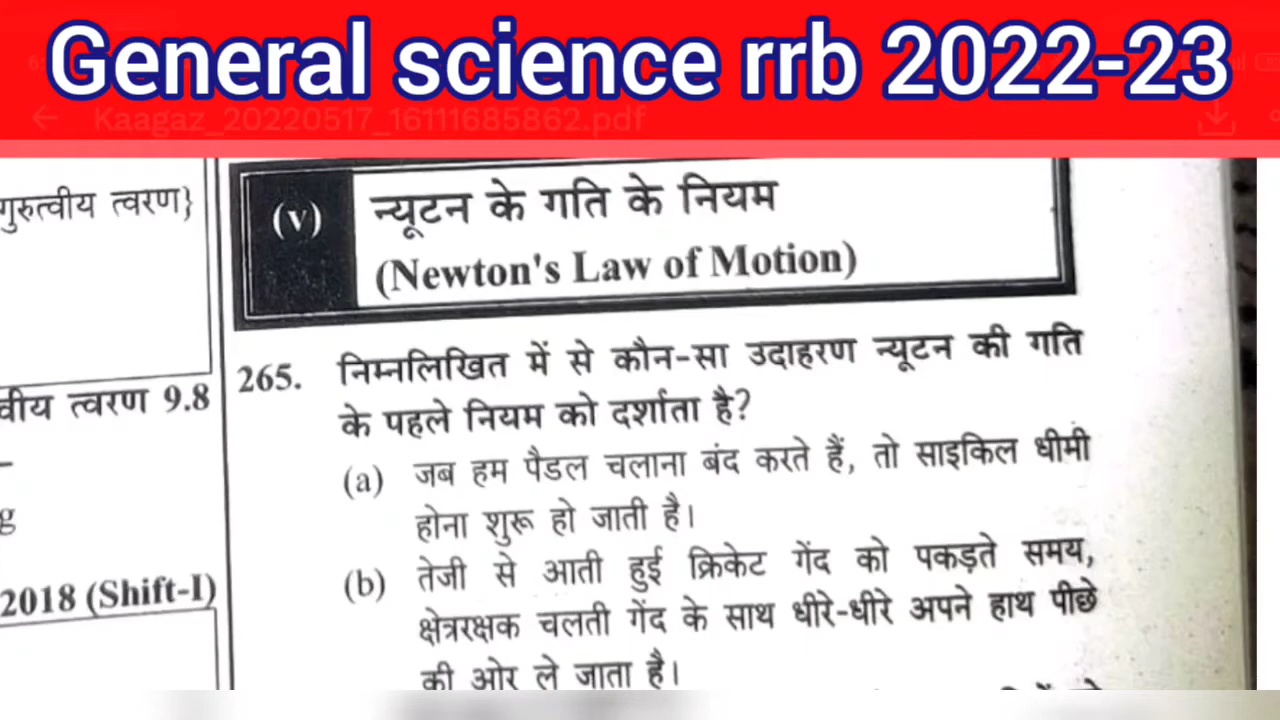 General science rrb 2022-23
Kaagaz_20220517_16111685862.pdf
गुरुत्वीय त्वरण}
वीय त्वरण 9.8
g
2018 (Shift-I)
(v) न्यूटन के गति के नियम
(Newton's Law of Motion)
265. निम्नलिखित में से कौन-सा उदाहरण न्यूटन की गति
के पहले नियम को दर्शाता है?
(a) जब हम पैडल चलाना बंद करते हैं, तो साइकिल धीमी
होना शुरू हो जाती है।
(b) तेजी से आती हुई क्रिकेट गेंद को पकड़ते समय,
क्षेत्ररक्षक चलती गेंद के साथ धीरे-धीरे अपने हाथ पीछे
की ओर ले जाता है।